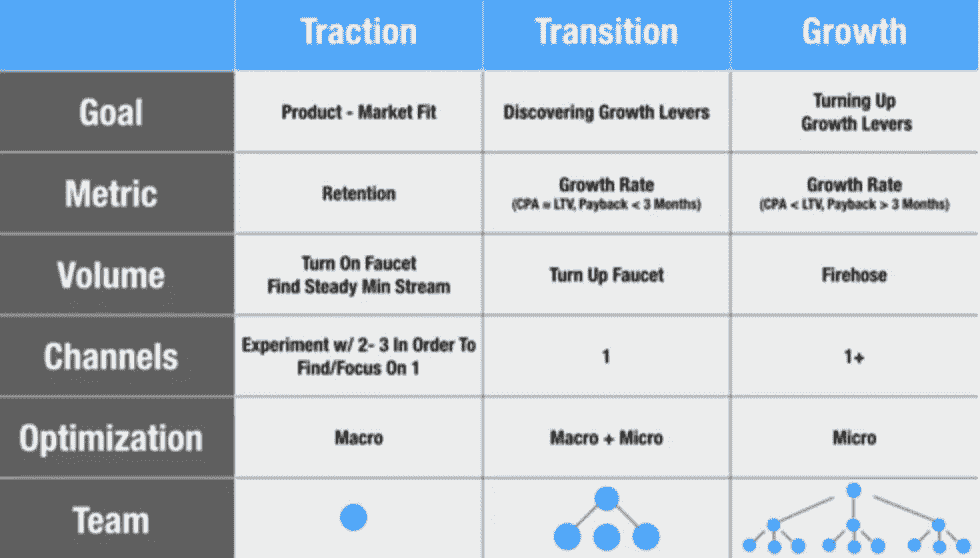 Traction Transition Growth
Goal
Product - Market Fit
Discovering Growth Levers
Turning Up
Growth Levers
Metric
Retention
Growth Rate
(CPA = LTV, Payback < 3 Months)
Growth Rate
(CPA < LTV, Payback > 3 Months)
Volume
Turn On Faucet
Find Steady Min Stream
Turn Up Faucet
Firehose
Channels
Experiment w/ 2- 3 In Order To
Find/Focus On 1
1
1+
Optimization
Macro
Macro + Micro
Micro
Team